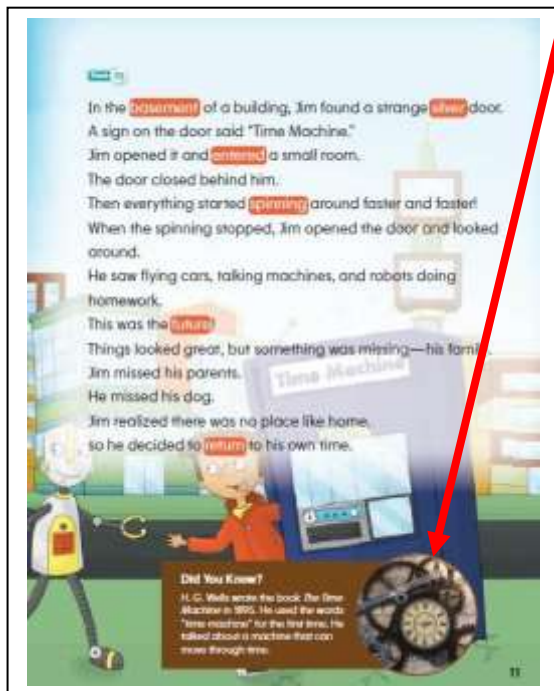 In the basement of a building, Jim found a strange silver door.
A sign on the door said "Time Machine."
Jim opened it and entered a small room.
The door closed behind him.
Then everything started spinning around faster and faster!
When the spinning stopped, Jim opened the door and looked
around.
He saw flying cars, talking machines, and robots doing
homework.
This was the future!
Things looked great, but something was missing—his family.
Jim missed his parents.
He missed his dog.
Jim realized there was no place like home,
so he decided to return to his own time.
Time Machine
Did You Know?
H. G. Wells wrote the book The Time
Machine in 1895. He used the words
"time machine" for the first time. He
talked about a machine that can
move through time.
11